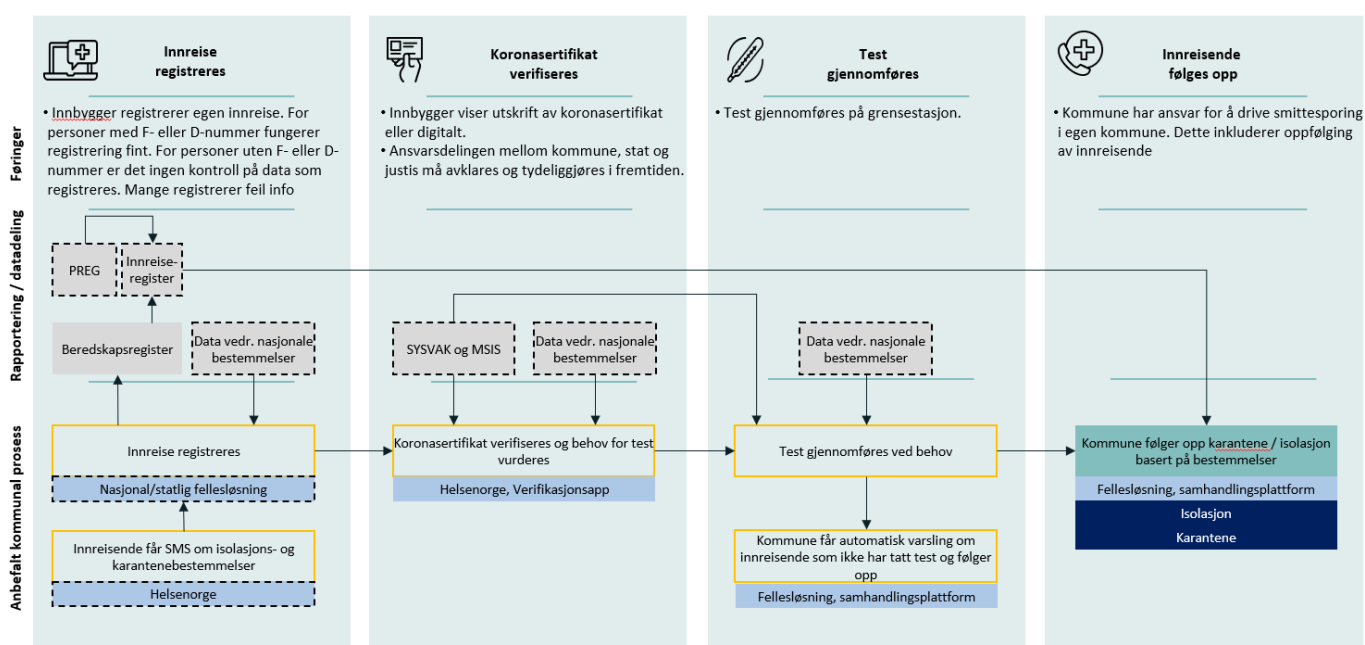 Innreise
registreres
Koronasertifikat
verifiseres
Test
gjennomføres
Innreisende
følges opp
Føringer
• Innbygger registrerer egen innreise. For
personer med F- eller D-nummer fungerer
registrering fint. For personer uten F- eller D-
nummer er det ingen kontroll på data som
registreres. Mange registrerer feil info
• Innbygger viser utskrift av koronasertifikat
eller digitalt.
• Ansvarsdelingen mellom kommune, stat og
justis må avklares og tydeliggjøres i fremtiden.
• Test gjennomføres på grensestasjon.
• Kommune har ansvar for å drive smittesporing
i egen kommune. Dette inkluderer oppfølging
av innreisende
Rapportering / datadeling
PREG
Innreise-
register
Beredskapsregister
Data vedr. nasjonale
bestemmelser
SYSVAK og MSIS
Data vedr. nasjonale
bestemmelser
Data vedr. nasjonale
bestemmelser
Anbefalt kommunal prosess
Innreise registreres
Nasjonal/statlig fellesløsning
Innreisende får SMS om isolasjons- og
karantenebestemmelser
Helsenorge
Koronasertifikat verifiseres og behov for test
vurderes
Helsenorge, Verifikasjonsapp
Test gjennomføres ved behov
Kommune får automatisk varsling om
innreisende som ikke har tatt test og følger
opp
Fellesløsning, samhandlingsplattform
Kommune følger opp karantene / isolasjon
basert på bestemmelser
Fellesløsning, samhandlingsplattform
Isolasjon
Karantene